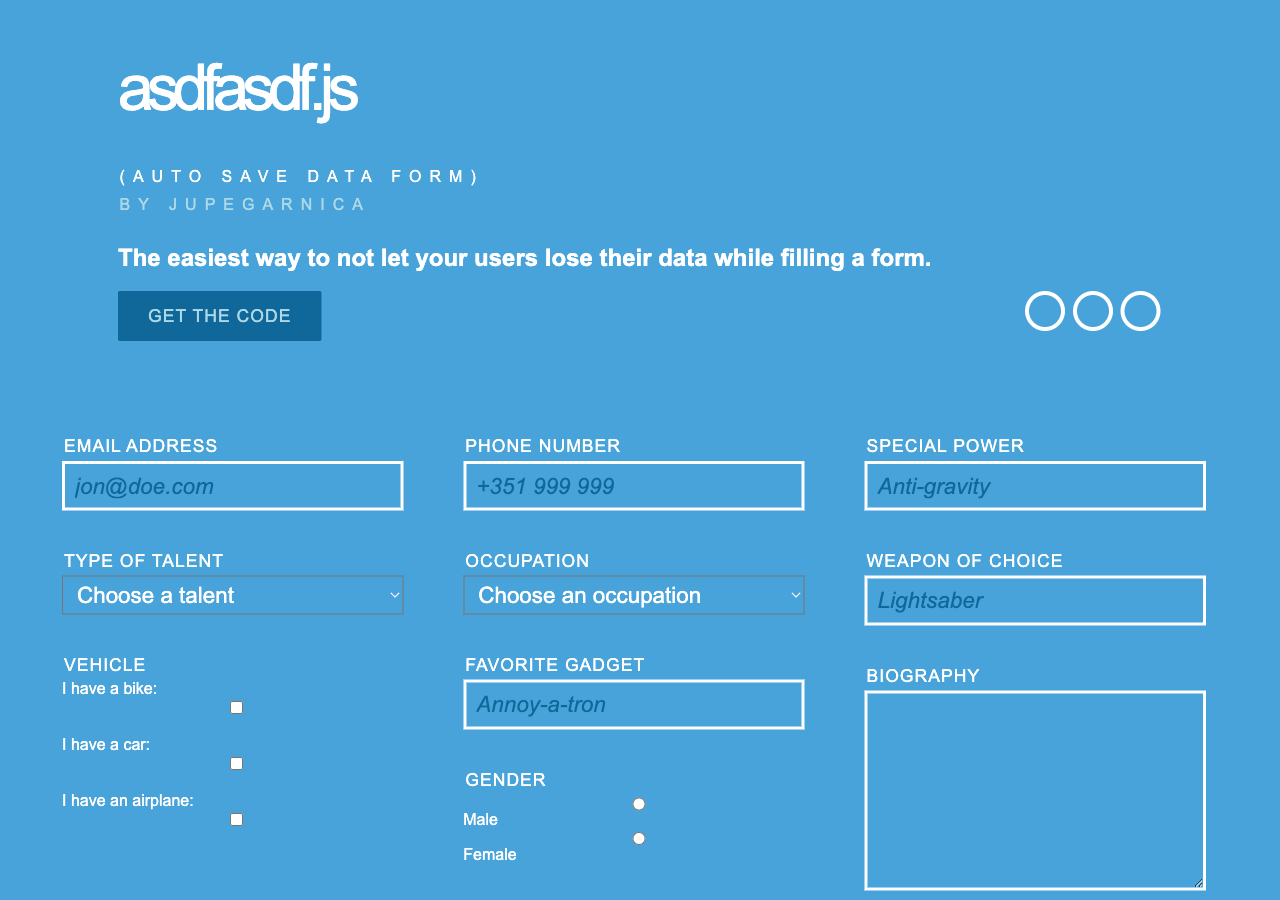 asdfasdf.js
(AUTO SAVE DATA FORM)
BY JUPEGARNICA
The easiest way to not let your users lose their data while filling a form.
GET THE CODE
EMAIL ADDRESS
jon@doe.com
TYPE OF TALENT
Choose a talent
VEHICLE
I have a bike:
I have a car:
I have an airplane:
PHONE NUMBER
+351 999 999
OCCUPATION
Choose an occupation
FAVORITE GADGET
Annoy-a-tron
GENDER
Male
Female
SPECIAL POWER
Anti-gravity
WEAPON OF CHOICE
Lightsaber
BIOGRAPHY